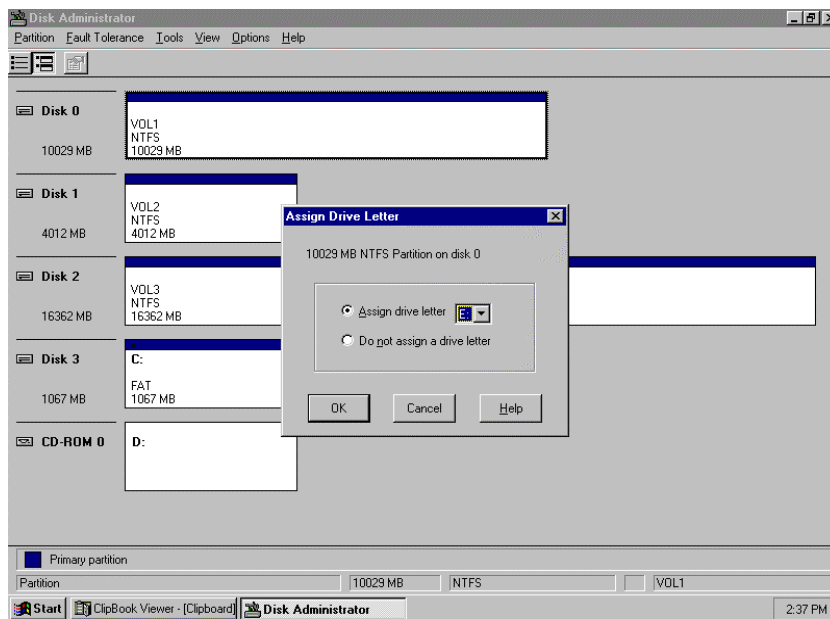 Disk Administrator
Partition Fault Tolerance Tools View Options Help
Disk 0
10029 MB
VOL1
NTFS
10029 MB
Disk 1
4012 MB
VOL2
NTFS
4012 MB
Disk 2
16362 MB
VOL3
NTFS
16362 MB
Disk 3
1067 MB
C:
FAT
1067 MB
CD-ROM 0
D:
Assign Drive Letter
10029 MB NTFS Partition on disk 0
Assign drive letter E:
Do not assign a drive letter
OK Cancel Help
Primary partition
Partition 10029 MB NTFS VOL1
Start ClipBook Viewer - [Clipboard] Disk Administrator 2:37 PM